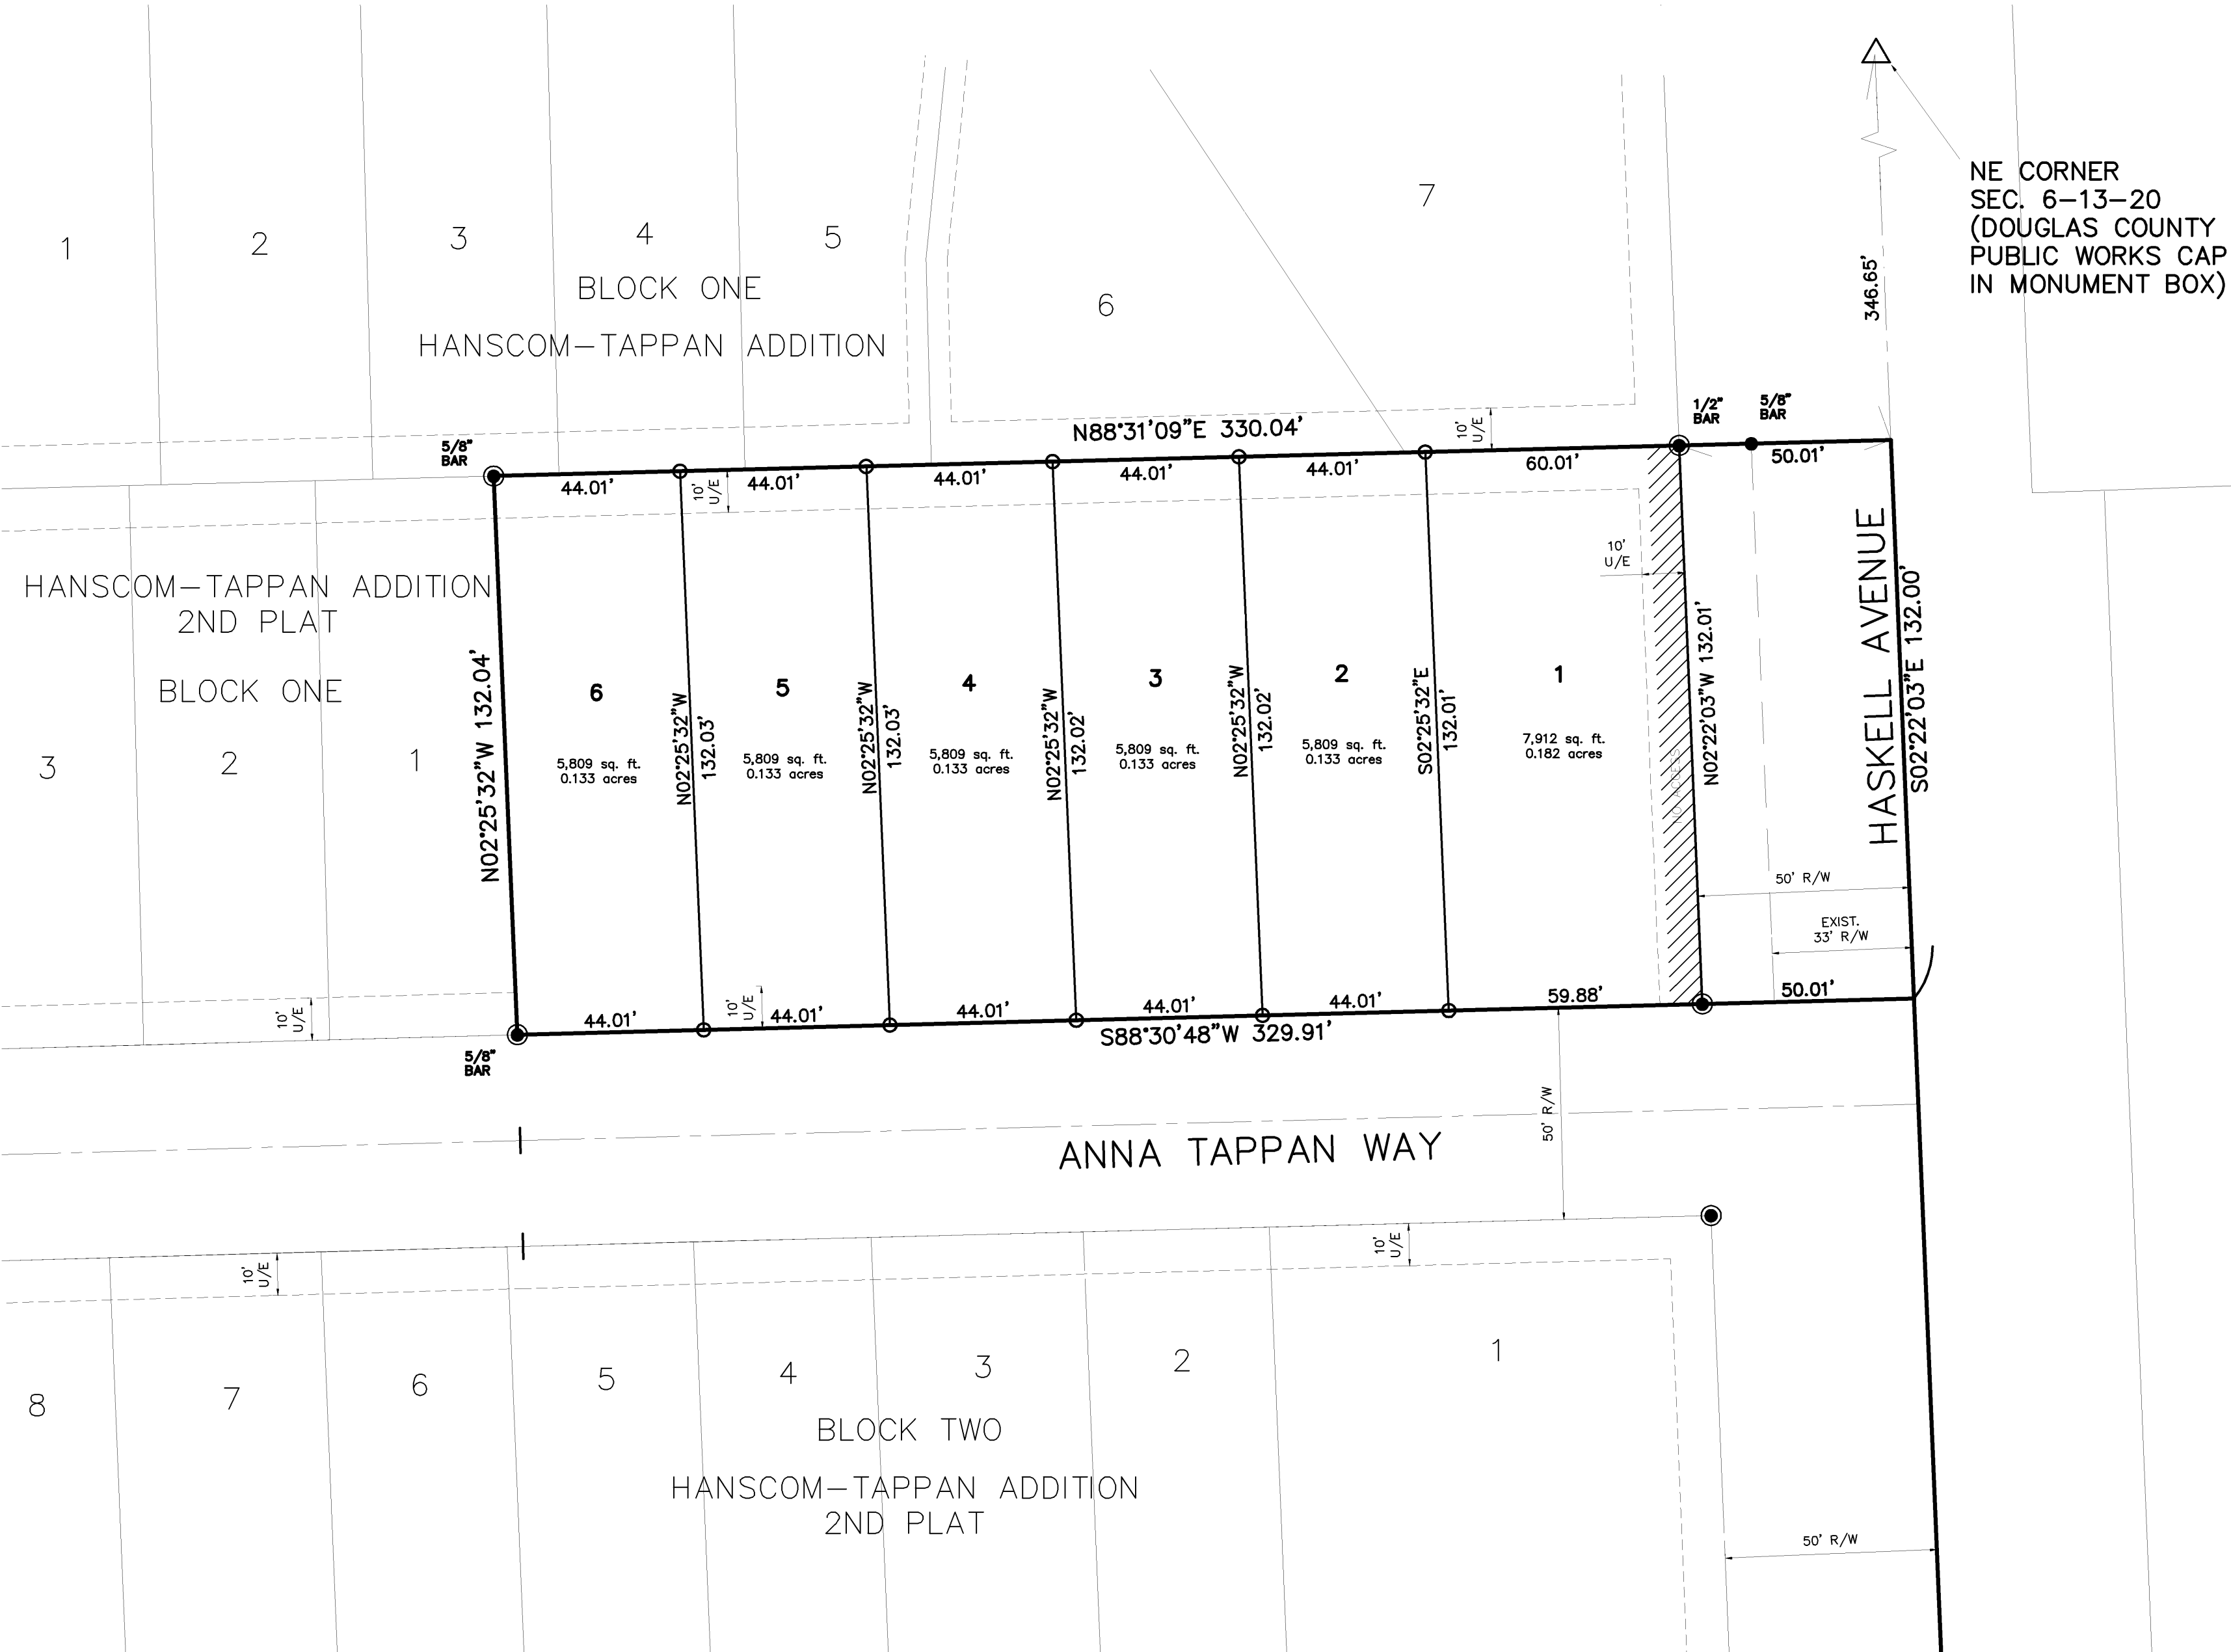 NE CORNER
SEC. 6-13-20
(DOUGLAS COUNTY
PUBLIC WORKS CAP
IN MONUMENT BOX)
346.65'
1
2
3
4
5
BLOCK ONE
HANSCOM-TAPPAN ADDITION
6
7
5/8"
BAR
N88°31'09"E 330.04'
10'
U/E
1/2"
BAR
5/8"
BAR
44.01'
44.01'
44.01'
44.01'
44.01'
60.01'
50.01'
10'
U/E
10'
U/E
HANSCOM-TAPPAN ADDITION
2ND PLAT
BLOCK ONE
3
2
1
N02°25'32"W 132.04'
6
5,809 sq. ft.
0.133 acres
N02°25'32"W
132.03'
5
5,809 sq. ft.
0.133 acres
N02°25'32"W
132.03'
4
5,809 sq. ft.
0.133 acres
N02°25'32"W
132.02'
3
5,809 sq. ft.
0.133 acres
N02°25'32"W
132.02'
2
5,809 sq. ft.
0.133 acres
S02°25'32"E
132.01'
1
7,912 sq. ft.
0.182 acres
NO ACCESS
N02°22'03"W 132.01'
HASKELL AVENUE
S02°22'03"E 132.00'
50' R/W
EXIST.
33' R/W
10'
U/E
10'
U/E
44.01'
44.01'
44.01'
44.01'
44.01'
59.88'
50.01'
S88°30'48"W 329.91'
5/8"
BAR
50' R/W
ANNA TAPPAN WAY
10'
U/E
10'
U/E
8
7
6
5
4
3
2
1
BLOCK TWO
HANSCOM-TAPPAN ADDITION
2ND PLAT
50' R/W